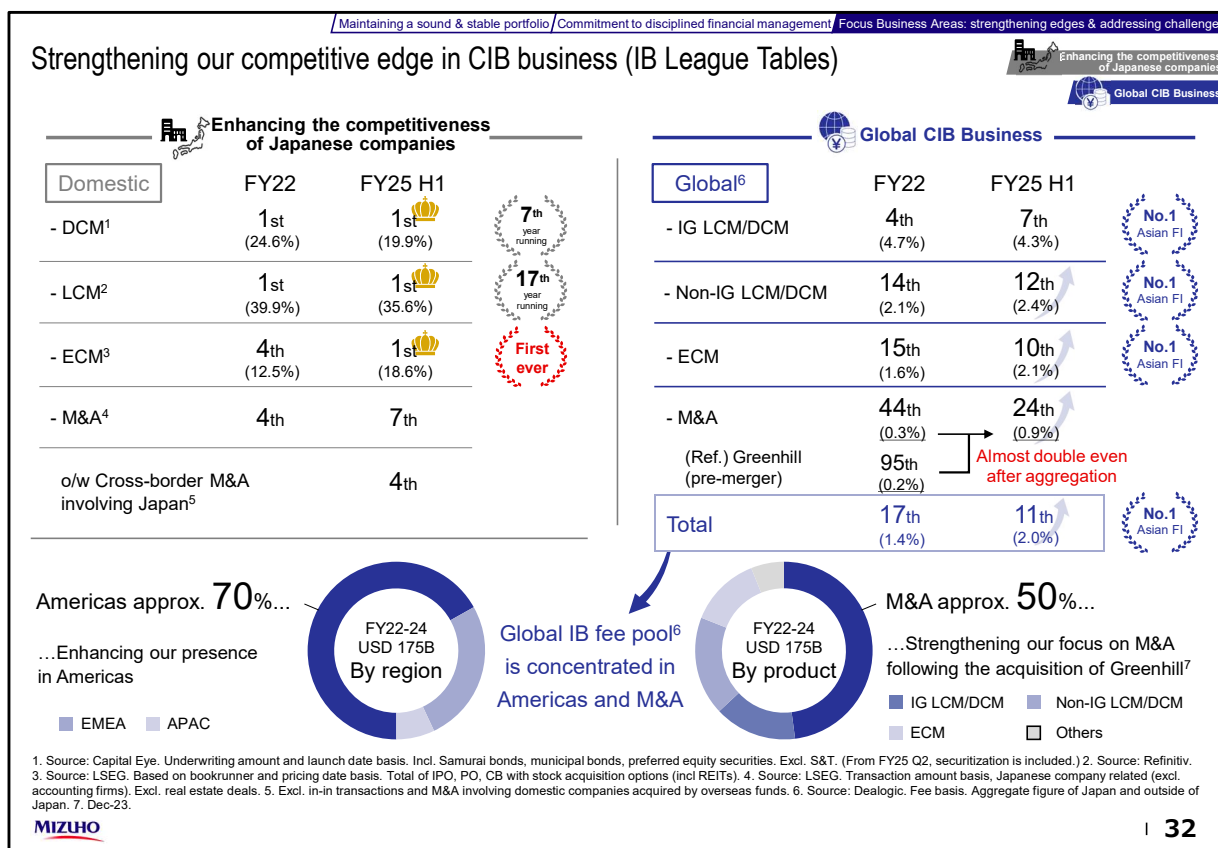 Maintaining a sound & stable portfolio
Commitment to disciplined financial management
Focus Business Areas: strengthening edges & addressing challenge
Strengthening our competitive edge in CIB business (IB League Tables)
Enhancing the competitiveness
of Japanese companies
Global CIB Business
Enhancing the competitiveness
of Japanese companies
Domestic FY22 FY25 H1
- DCM1 1st 1st
(24.6%) (19.9%)
7th
year
running
- LCM2 1st 1st
(39.9%) (35.6%)
17th
year
running
- ECM3 4th 1st
(12.5%) (18.6%)
First
ever
- M&A4 4th 7th
o/w Cross-border M&A
involving Japan5
4th
Global CIB Business
Global6 FY22 FY25 H1
- IG LCM/DCM 4th 7th
(4.7%) (4.3%)
No.1
Asian FI
- Non-IG LCM/DCM 14th 12th
(2.1%) (2.4%)
No.1
Asian FI
- ECM 15th 10th
(1.6%) (2.1%)
No.1
Asian FI
- M&A 44th 24th
(0.3%) (0.9%)
(Ref.) Greenhill
(pre-merger)
95th
(0.2%)
Almost double even
after aggregation
Total 17th 11th
(1.4%) (2.0%)
No.1
Asian FI
Americas approx. 70%...
…Enhancing our presence
in Americas
EMEA APAC
FY22-24
USD 175B
By region
Global IB fee pool6
is concentrated in
Americas and M&A
FY22-24
USD 175B
By product
M&A approx. 50%...
…Strengthening our focus on M&A
following the acquisition of Greenhill7
IG LCM/DCM Non-IG LCM/DCM
ECM Others
1. Source: Capital Eye. Underwriting amount and launch date basis. Incl. Samurai bonds, municipal bonds, preferred equity securities. Excl. S&T. (From FY25 Q2, securitization is included.) 2. Source: Refinitiv.
3. Source: LSEG. Based on bookrunner and pricing date basis. Total of IPO, PO, CB with stock acquisition options (incl REITs). 4. Source: LSEG. Transaction amount basis, Japanese company related (excl.
accounting firms). Excl. real estate deals. 5. Excl. in-in transactions and M&A involving domestic companies acquired by overseas funds. 6. Source: Dealogic. Fee basis. Aggregate figure of Japan and outside of
Japan. 7. Dec-23.
MIZUHO
32